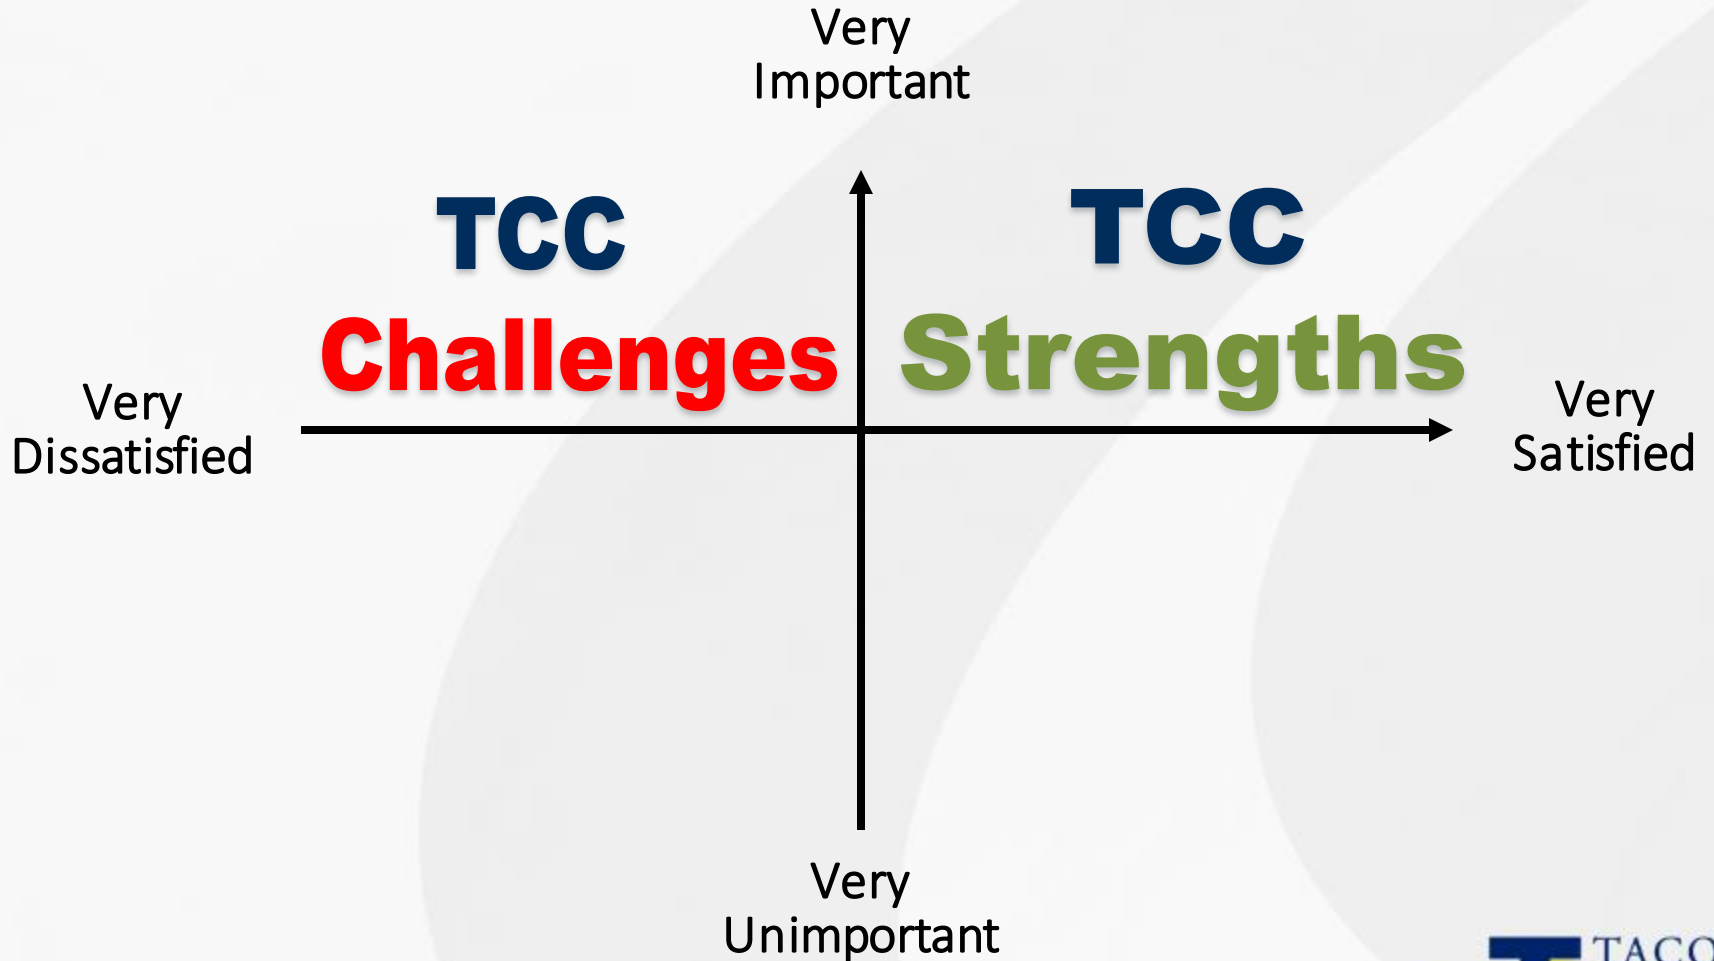 Very
Important
TCC
Challenges
TCC
Strengths
Very
Dissatisfied
Very
Satisfied
Very
Unimportant